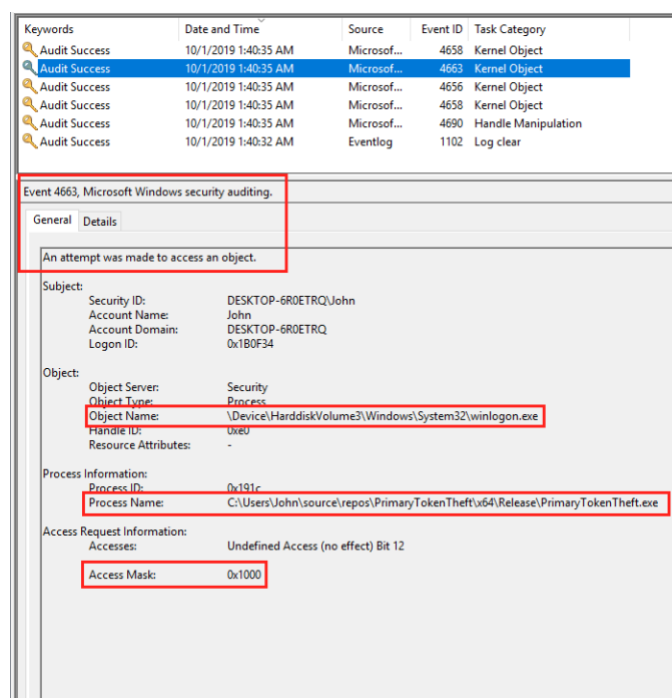 Keywords Date and Time Source Event ID Task Category
Audit Success 10/1/2019 1:40:35 AM Microsof... 4658 Kernel Object
Audit Success 10/1/2019 1:40:35 AM Microsof... 4663 Kernel Object
Audit Success 10/1/2019 1:40:35 AM Microsof... 4656 Kernel Object
Audit Success 10/1/2019 1:40:35 AM Microsof... 4658 Kernel Object
Audit Success 10/1/2019 1:40:35 AM Microsof... 4690 Handle Manipulation
Audit Success 10/1/2019 1:40:32 AM Eventlog 1102 Log clear
Event 4663, Microsoft Windows security auditing.
General Details
An attempt was made to access an object.
Subject:
Security ID: DESKTOP-6R0ETRQ\John
Account Name: John
Account Domain: DESKTOP-6R0ETRQ
Logon ID: 0x1B0F34
Object:
Object Server: Security
Object Type: Process
Object Name: \Device\HarddiskVolume3\Windows\System32\winlogon.exe
Handle ID: 0xe0
Resource Attributes: -
Process Information:
Process ID: 0x191c
Process Name: C:\Users\John\source\repos\PrimaryTokenTheft\x64\Release\PrimaryTokenTheft.exe
Access Request Information:
Accesses: Undefined Access (no effect) Bit 12
Access Mask: 0x1000